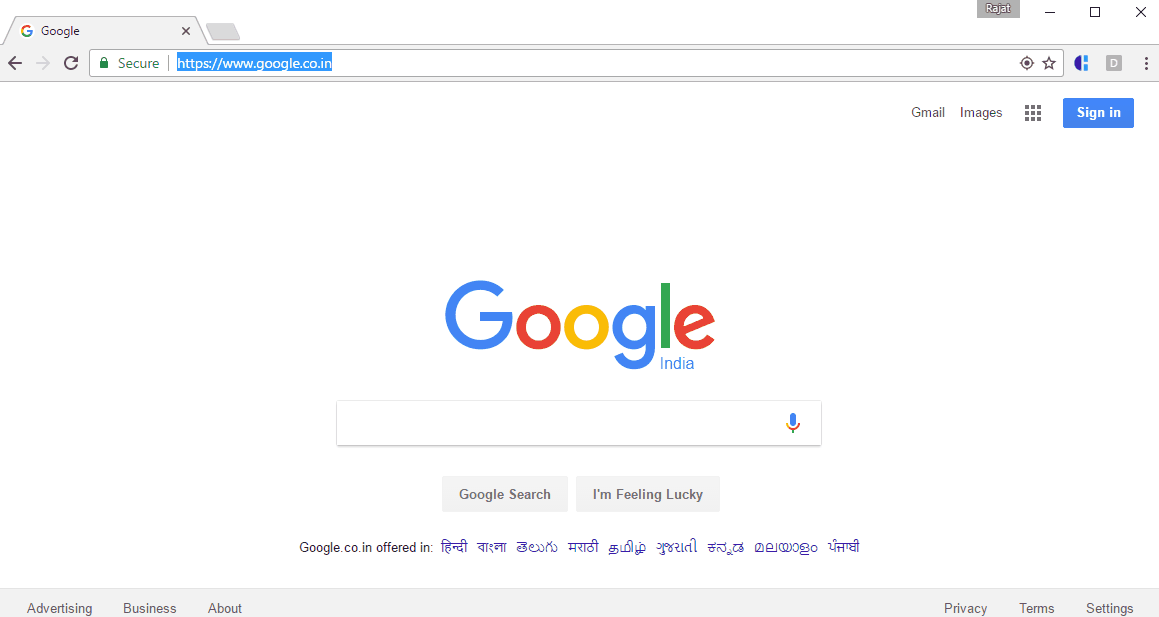 Rajat
Google
Secure https://www.google.co.in
D
Gmail Images Sign in
Google
India
Google Search I'm Feeling Lucky
Google.co.in offered in: हिन्दी বাংলা తెలుగు मराठी தமிழ் ગુજરાતી ಕನ್ನಡ മലയാളം ਪੰਜਾਬੀ
Advertising Business About Privacy Terms Settings